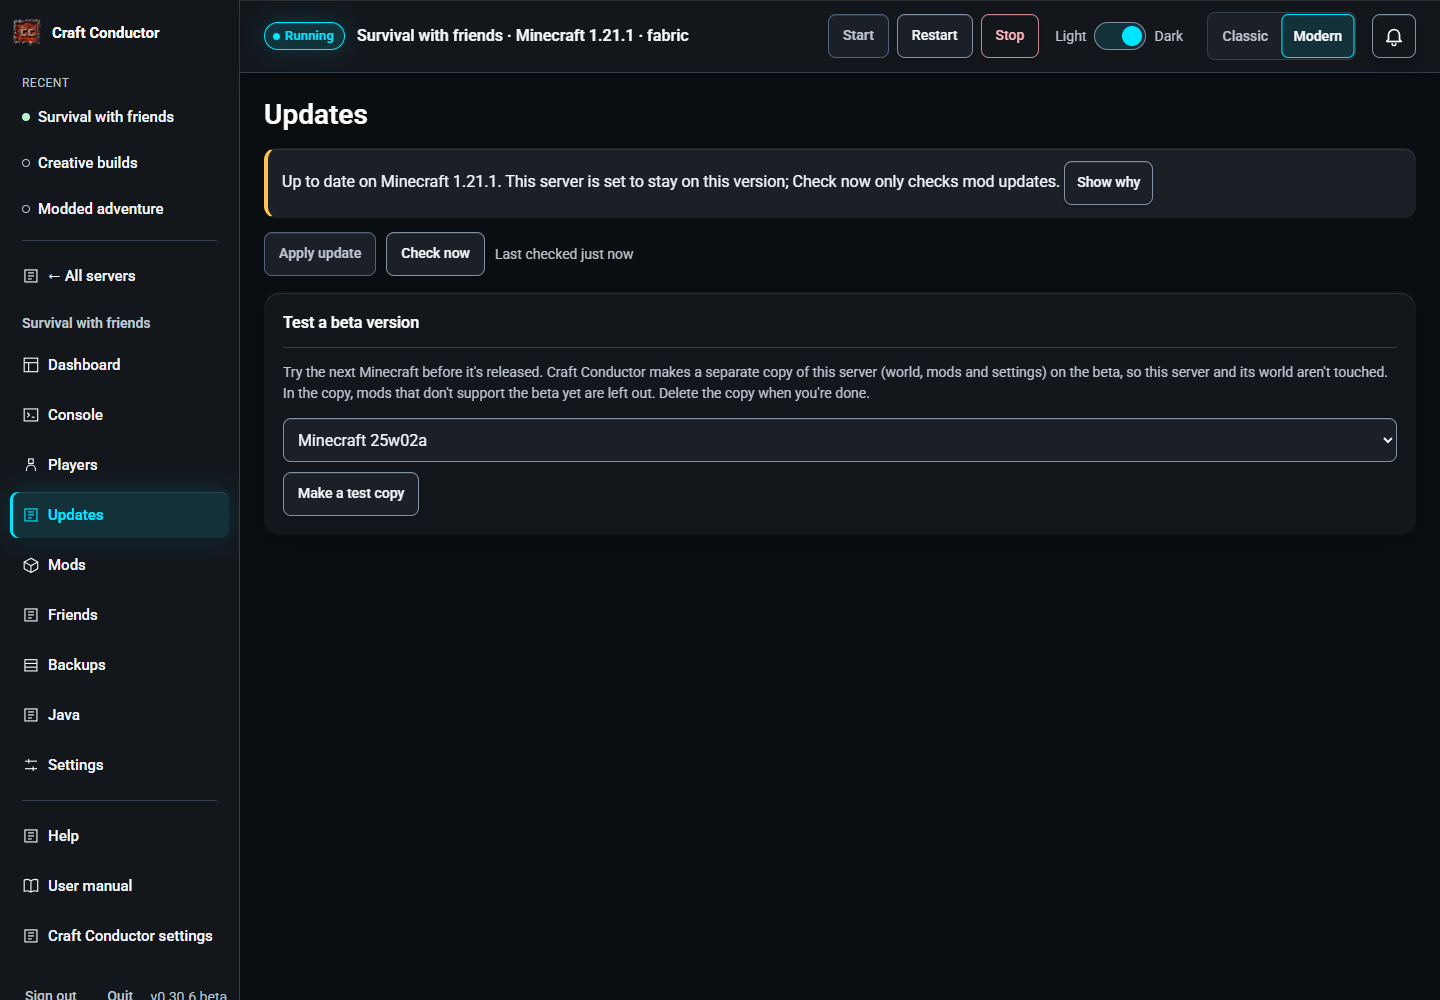 Craft Conductor
RECENT
Survival with friends
Creative builds
Modded adventure
← All servers
Survival with friends
Dashboard
Console
Players
Updates
Mods
Friends
Backups
Java
Settings
Help
User manual
Craft Conductor settings
Sign out Quit v0.30.6 beta
Running Survival with friends · Minecraft 1.21.1 · fabric Start Restart Stop Light Dark Classic Modern
Updates
Up to date on Minecraft 1.21.1. This server is set to stay on this version; Check now only checks mod updates. Show why
Apply update Check now Last checked just now
Test a beta version
Try the next Minecraft before it's released. Craft Conductor makes a separate copy of this server (world, mods and settings) on the beta, so this server and its world aren't touched.
In the copy, mods that don't support the beta yet are left out. Delete the copy when you're done.
Minecraft 25w02a
Make a test copy